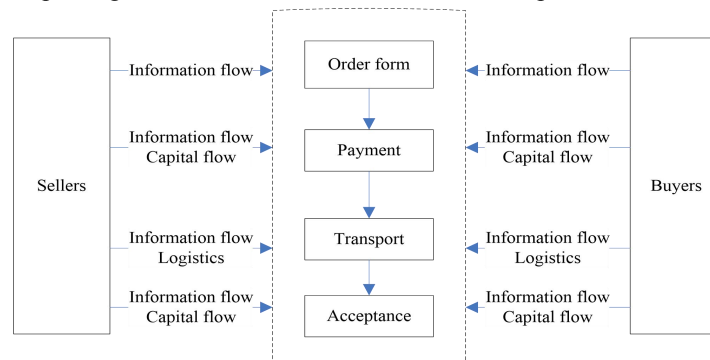 Information flow
Order form
Information flow
Information flow
Capital flow
Payment
Information flow
Capital flow
Sellers
Buyers
Information flow
Logistics
Transport
Information flow
Logistics
Information flow
Capital flow
Acceptance
Information flow
Capital flow